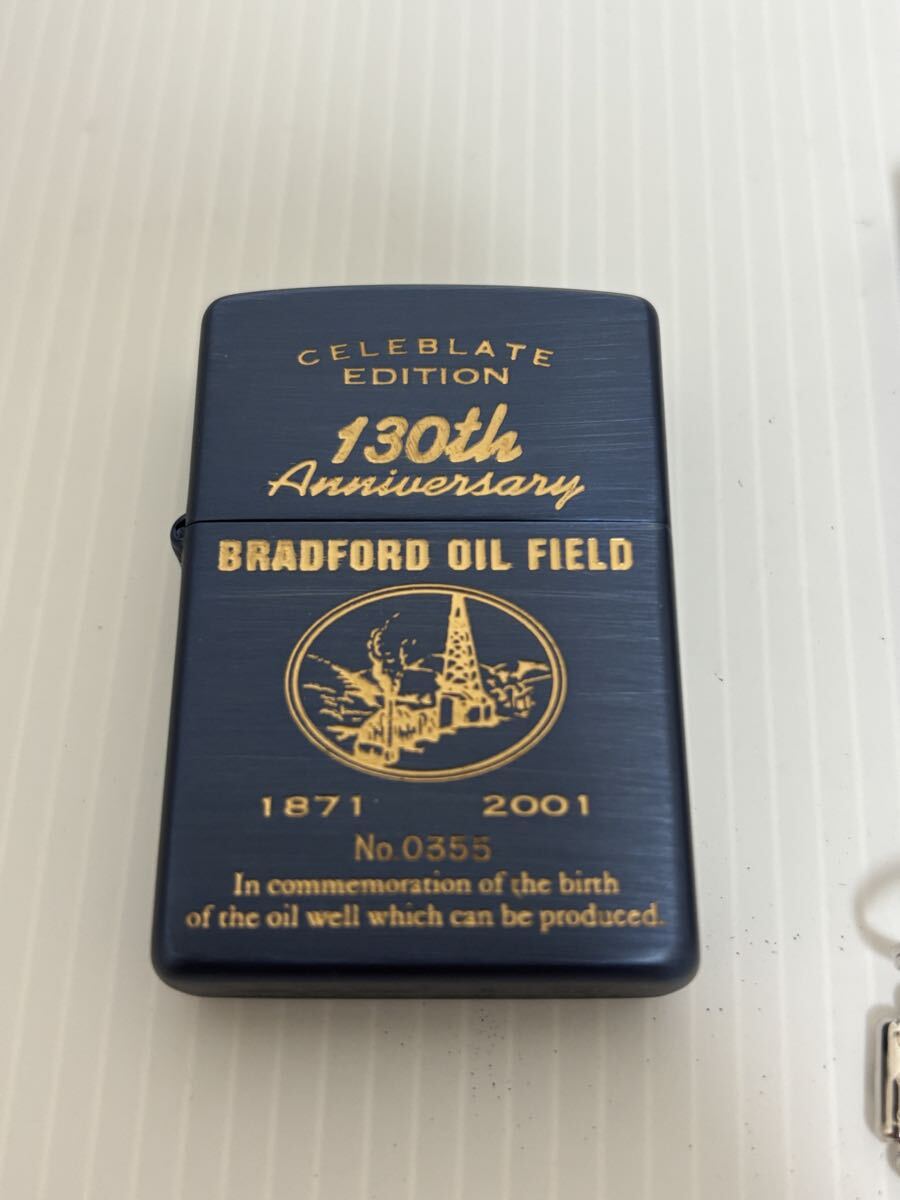 CELEBLATE
EDITION
130th
Anniversary
BRADFORD OIL FIELD
1871 2001
No.0355
In commemoration of the birth
of the oil well which can be produced.